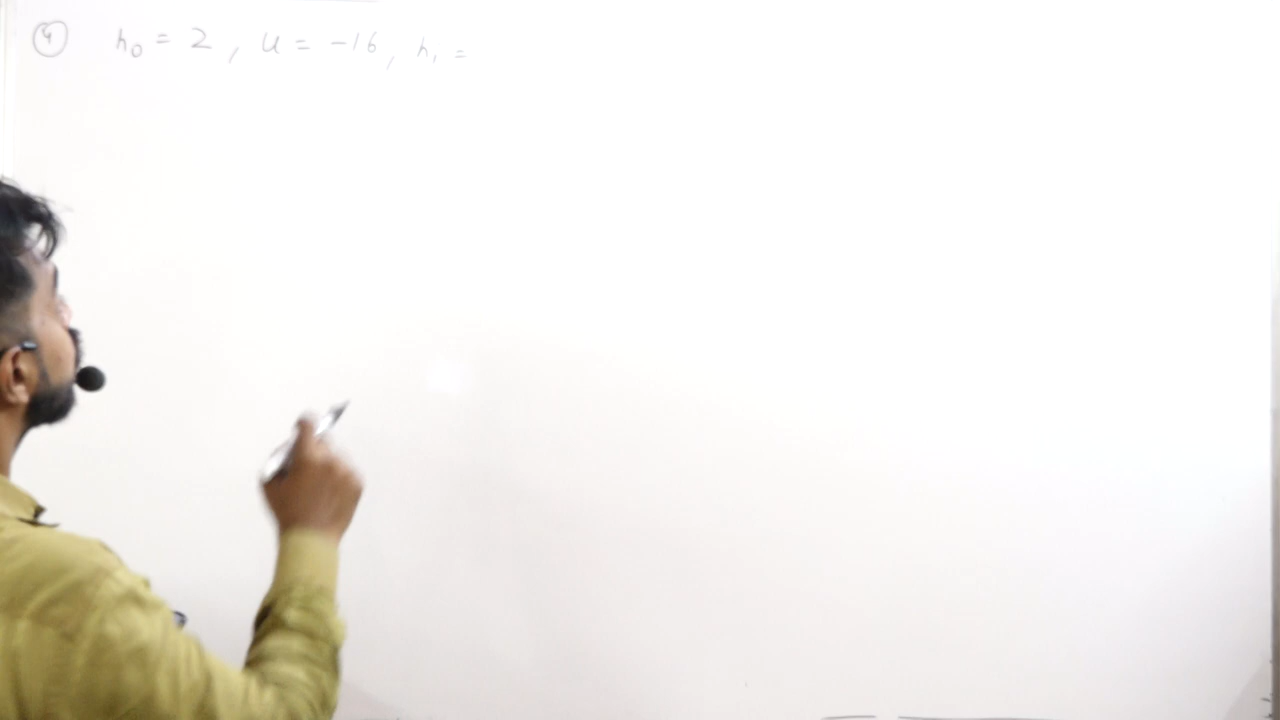 ④ h₀ = 2 , u = -16, h₁ =